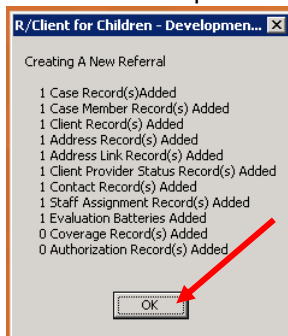 R/Client for Children - Developmen...
Creating A New Referral
1 Case Record(s)Added
1 Case Member Record(s) Added
1 Client Record(s) Added
1 Address Record(s) Added
1 Address Link Record(s) Added
1 Client Provider Status Record(s) Added
1 Contact Record(s) Added
1 Staff Assignment Record(s) Added
1 Evaluation Batteries Added
0 Coverage Record(s) Added
0 Authorization Record(s) Added
OK